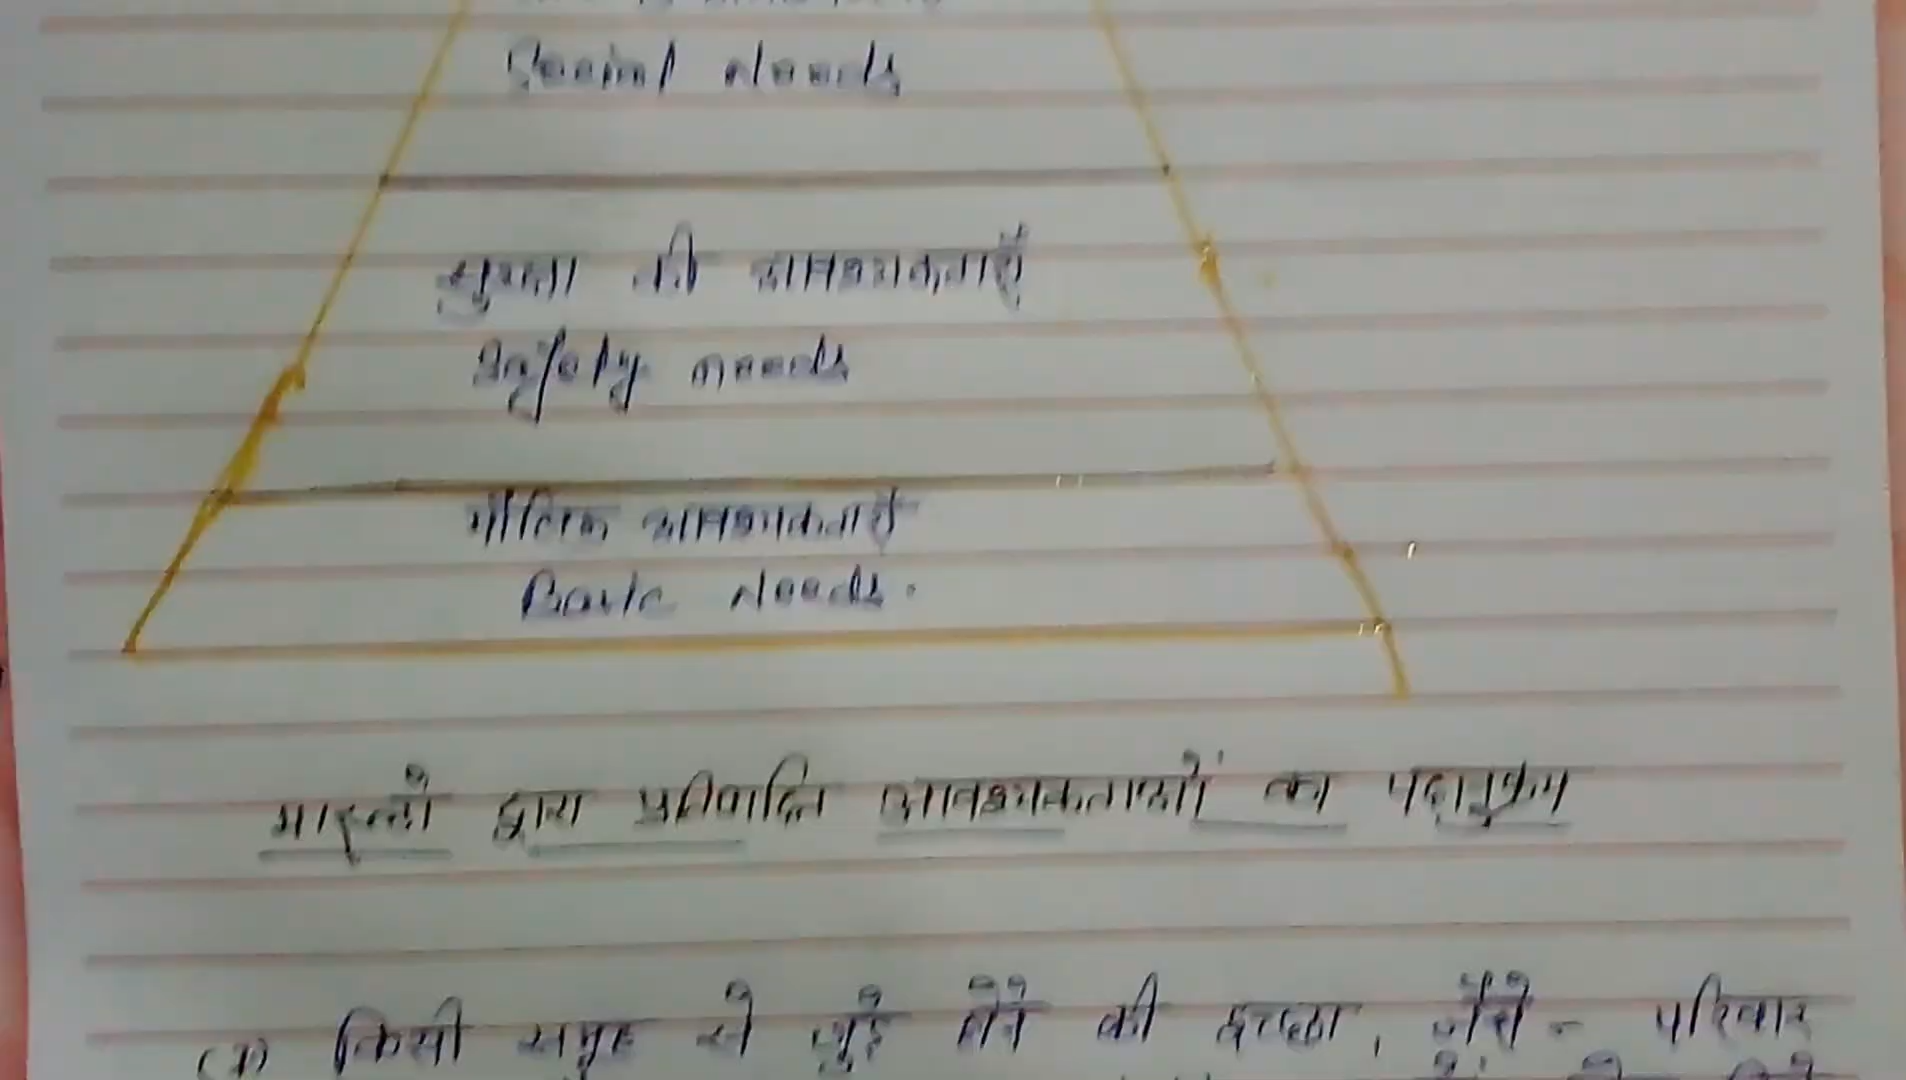 Social Needs
सुरक्षा की आवश्यकताएँ
Safety needs
मौलिक आवश्यकताएँ
Basic Needs.
मास्लो द्वारा प्रतिपादित आवश्यकताओं का पदानुक्रम
किसी समूह से जुड़े होने की इच्छा, जैसे - परिवार